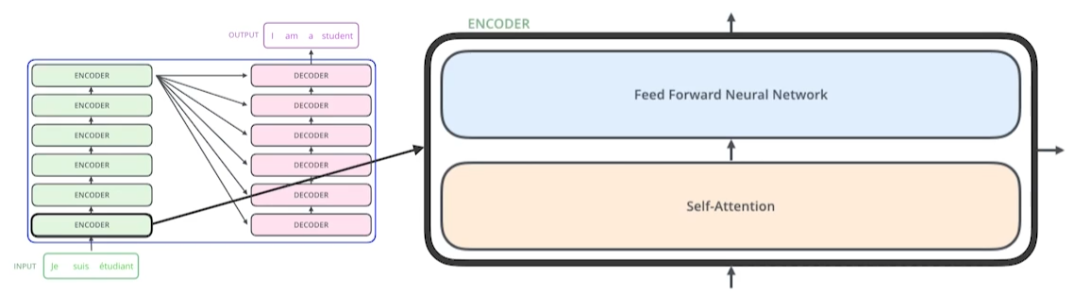 OUTPUT I am a student
ENCODER DECODER
ENCODER DECODER
ENCODER DECODER
ENCODER DECODER
ENCODER DECODER
ENCODER DECODER
INPUT Je suis étudiant
ENCODER
Feed Forward Neural Network
Self-Attention